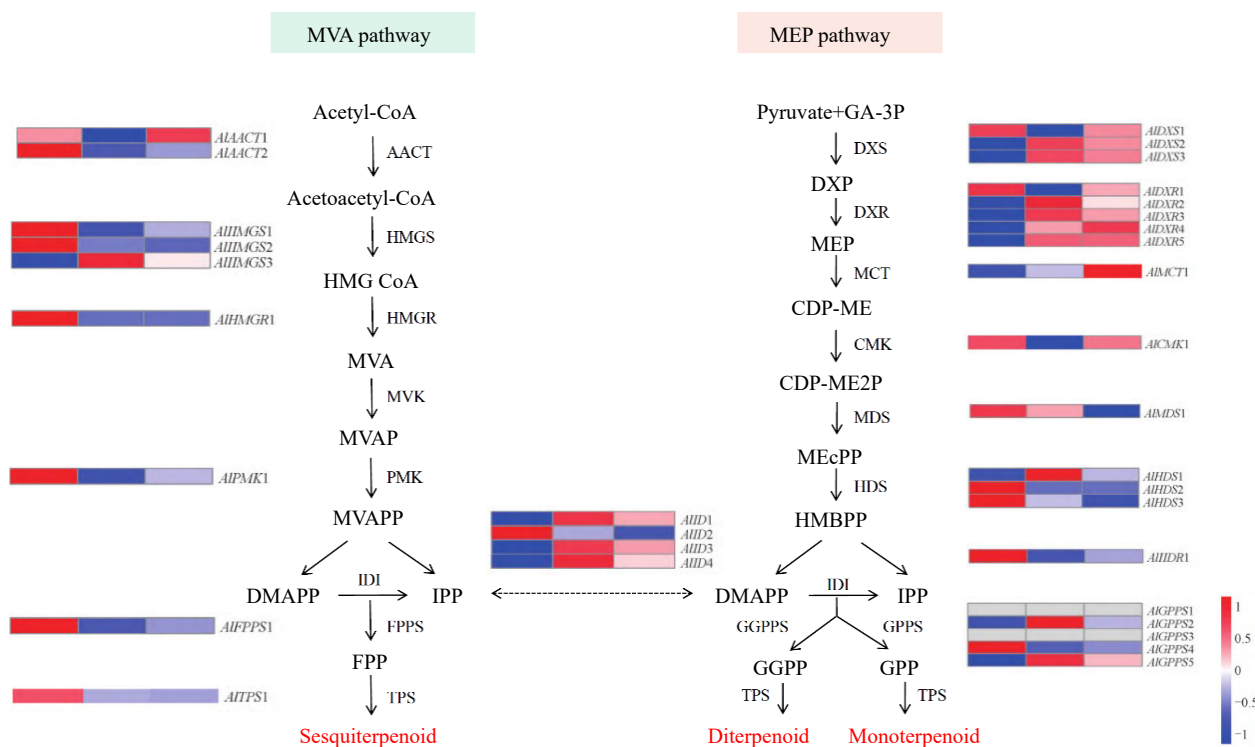 MVA pathway
MEP pathway
Acetyl-CoA
AACT
Acetoacetyl-CoA
HMGS
HMG CoA
HMGR
MVA
MVK
MVAP
PMK
MVAPP
DMAPP
IDI
IPP
FPPS
FPP
TPS
Sesquiterpenoid
AlAACT1
AlAACT2
AlHMGS1
AlHMGS2
AlHMGS3
AlHMGR1
AlPMK1
AlFPPS1
AlTPS1
AlID1
AlID2
AlID3
AlID4
Pyruvate+GA-3P
DXS
DXP
DXR
MEP
MCT
CDP-ME
CMK
CDP-ME2P
MDS
MEcPP
HDS
HMBPP
DMAPP
IDI
IPP
GGPPS
GPPS
GGPP
GPP
TPS
TPS
Diterpenoid
Monoterpenoid
AlDXS1
AlDXS2
AlDXS3
AlDXR1
AlDXR2
AlDXR3
AlDXR4
AlDXR5
AlMCT1
AlCMK1
AlMDS1
AlHDS1
AlHDS2
AlHDS3
AlHDR1
AlGPPS1
AlGPPS2
AlGPPS3
AlGPPS4
AlGPPS5
1
0.5
0
−0.5
−1